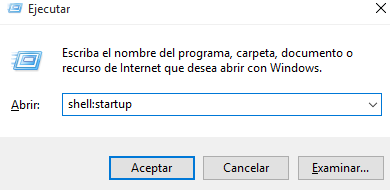 Ejecutar
Escriba el nombre del programa, carpeta, documento o
recurso de Internet que desea abrir con Windows.
Abrir: shell:startup
Aceptar Cancelar Examinar...